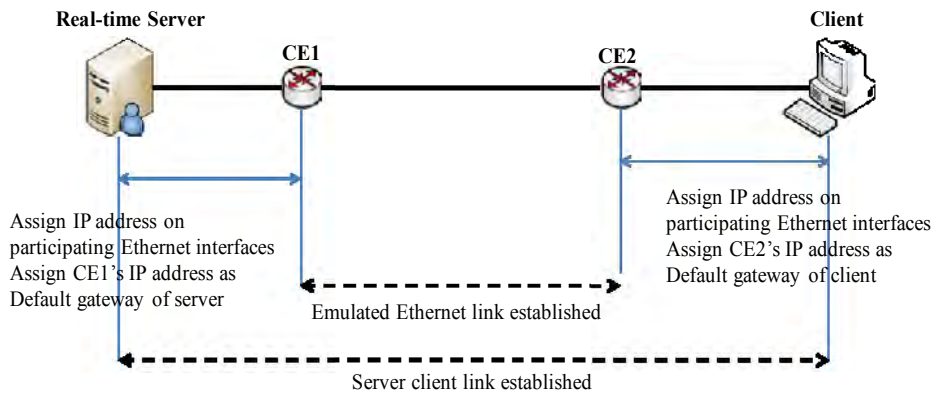 Real-time Server
CE1
CE2
Client
Assign IP address on
participating Ethernet interfaces
Assign CE1's IP address as
Default gateway of server
Assign IP address on
participating Ethernet interfaces
Assign CE2's IP address as
Default gateway of client
Emulated Ethernet link established
Server client link established